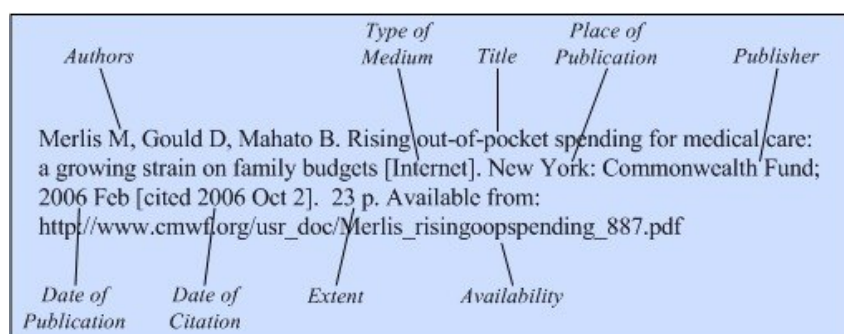 Authors
Type of
Medium
Title
Place of
Publication
Publisher
Merlis M, Gould D, Mahato B. Rising out-of-pocket spending for medical care:
a growing strain on family budgets [Internet]. New York: Commonwealth Fund;
2006 Feb [cited 2006 Oct 2].  23 p. Available from:
http://www.cmwf.org/usr_doc/Merlis_risingoopspending_887.pdf
Date of
Publication
Date of
Citation
Extent
Availability